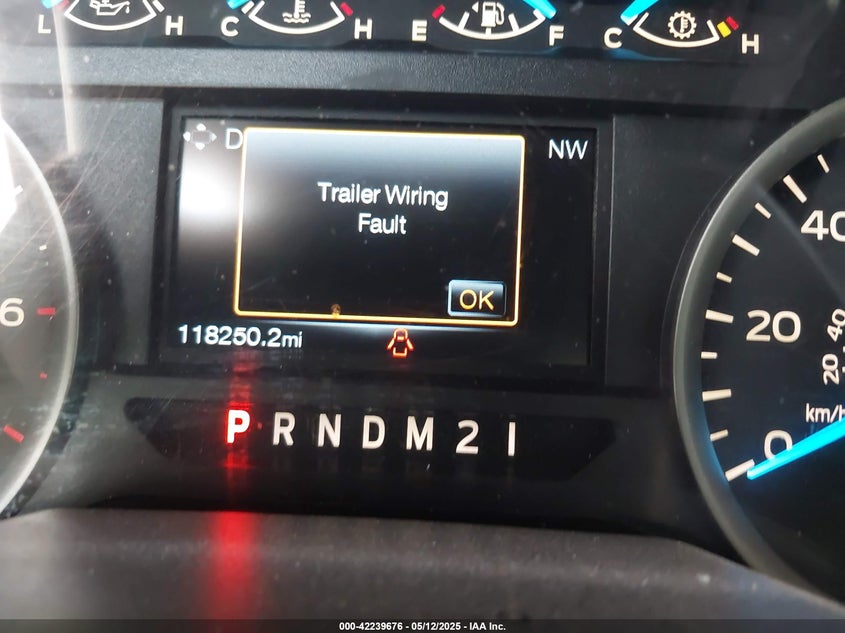 L H C H E F C H
D NW
Trailer Wiring
Fault
OK
118250.2mi
P R N D M 2 I
6
40
20
0
40
20
km/h
000-42239676 - 05/12/2025 - IAA Inc.